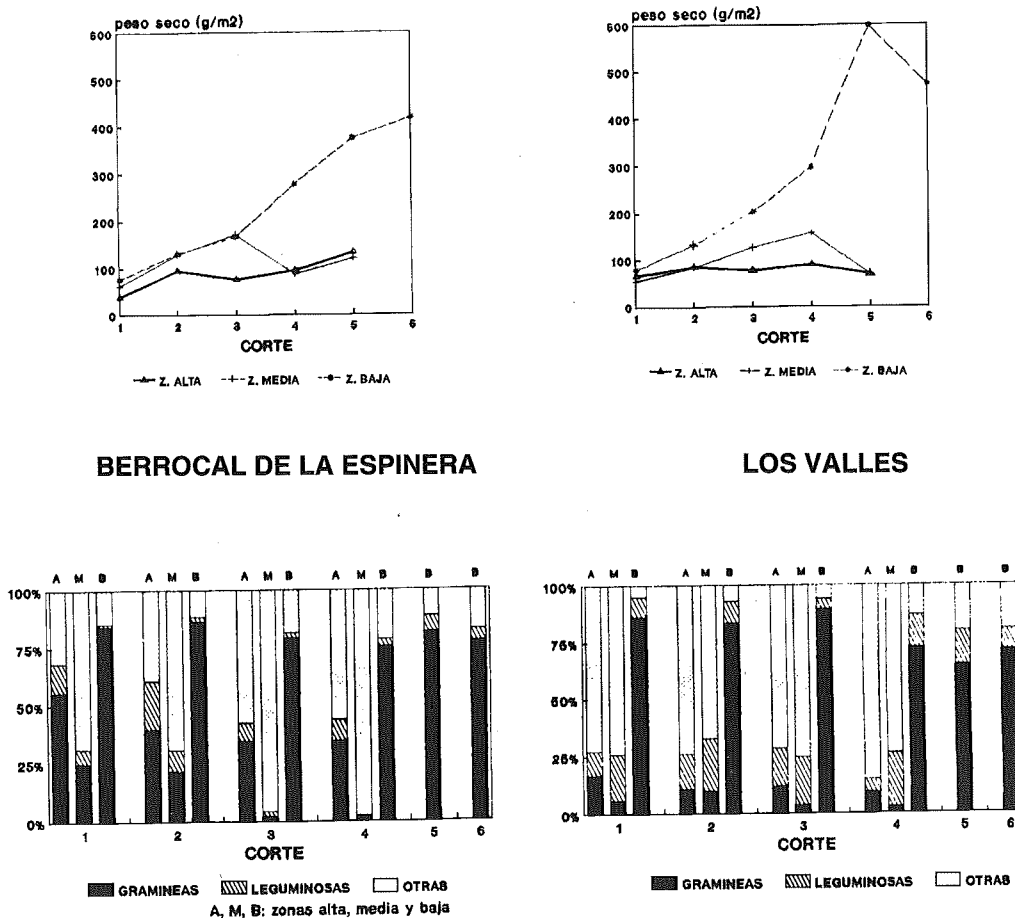 peso seco (g/m2)
600
500
400
300
200
100
0
1 2 3 4 5 6
CORTE
Z. ALTA Z. MEDIA Z. BAJA
peso seco (g/m2)
600
500
400
300
200
100
0
1 2 3 4 5 6
CORTE
Z. ALTA Z. MEDIA Z. BAJA
BERROCAL DE LA ESPINERA
LOS VALLES
A M B A M B A M B A M B B B
100%
75%
50%
25%
0%
1 2 3 4 5 6
CORTE
GRAMINEAS LEGUMINOSAS OTRAS
A, M, B: zonas alta, media y baja
A M B A M B A M B A M B B B
100%
75%
50%
25%
0%
1 2 3 4 5 6
CORTE
GRAMINEAS LEGUMINOSAS OTRAS